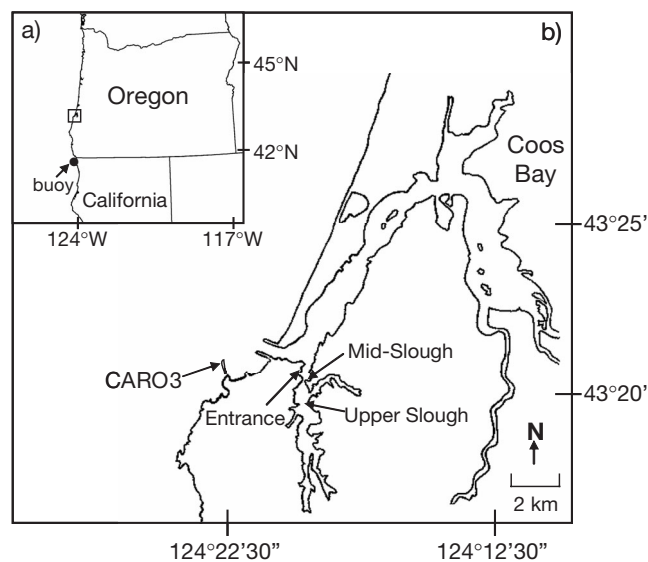 a)
45°N
Oregon
42°N
buoy
California
124°W
117°W
b)
Coos
Bay
43°25’
Mid-Slough
CARO3
43°20’
Entrance
Upper Slough
N
2 km
124°22’30”
124°12’30”